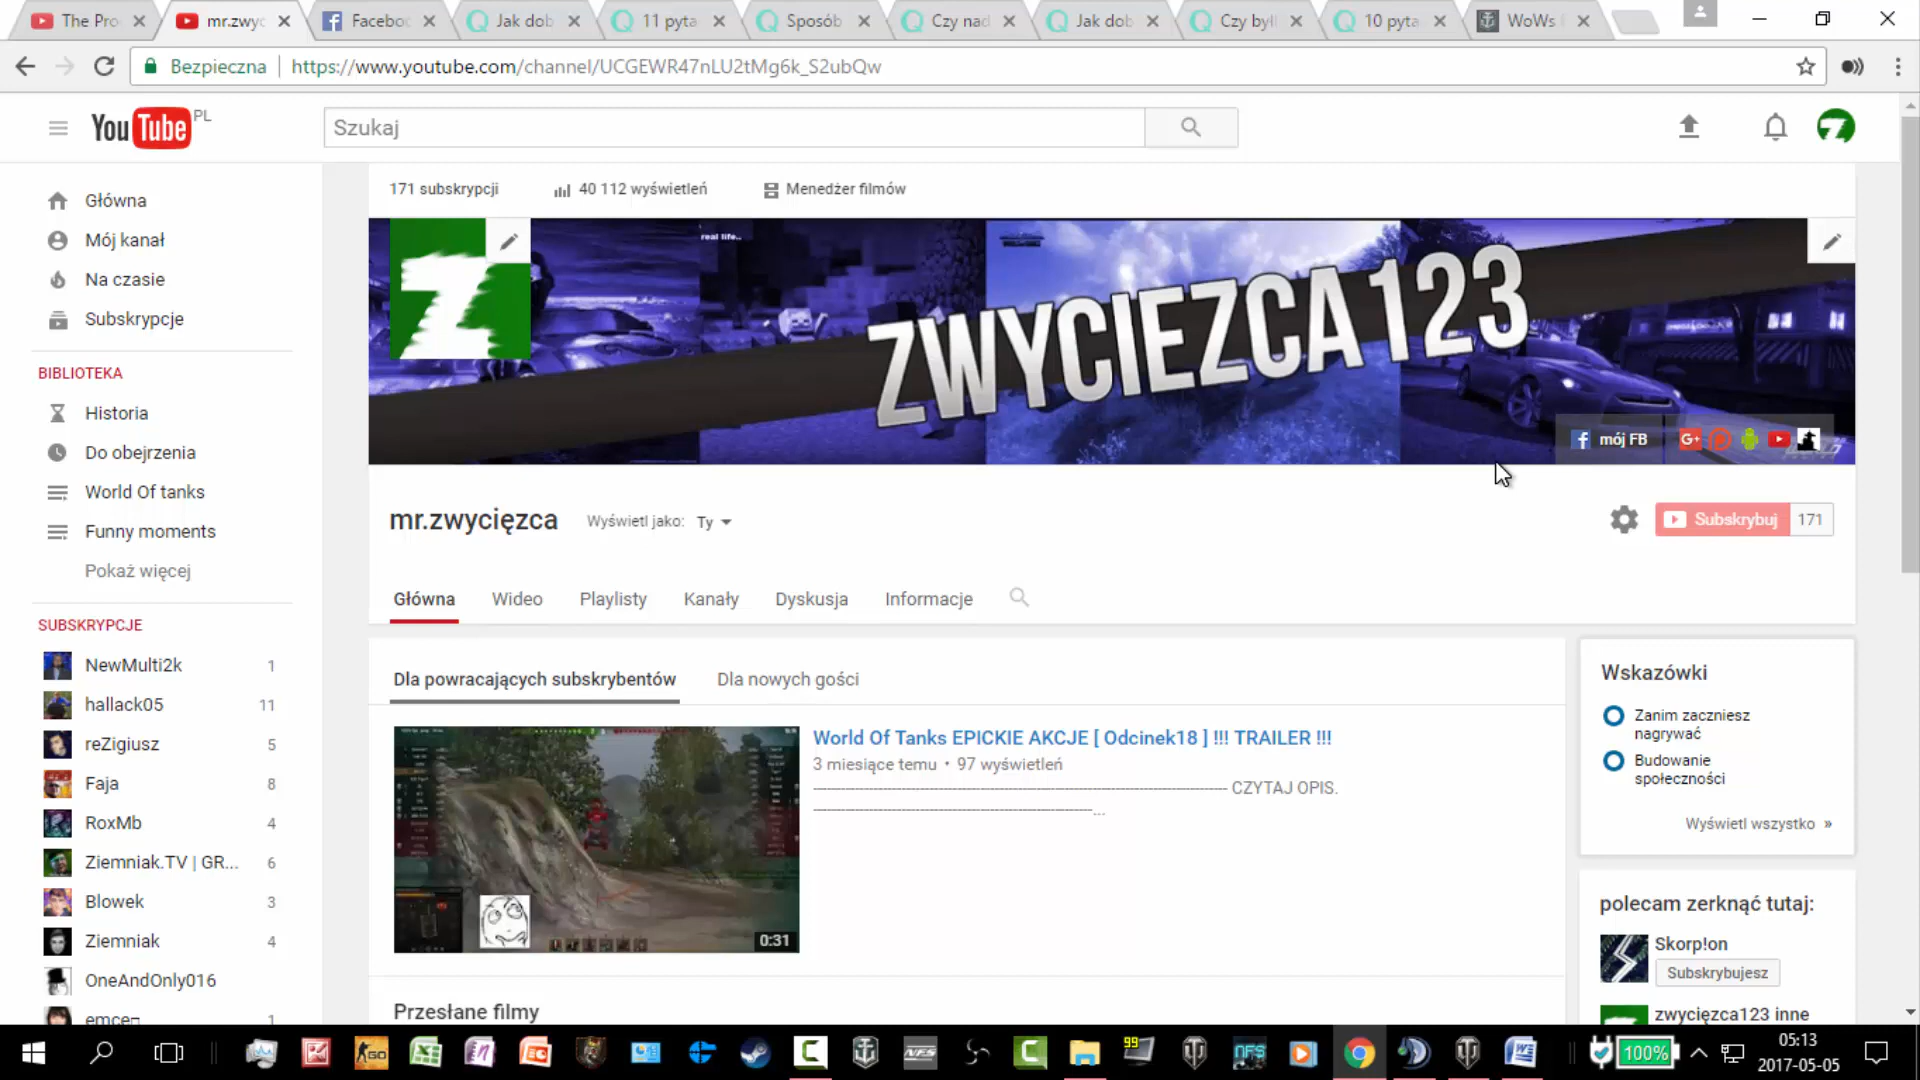 The Pro
mr.zwyc
Facebo
Jak dob
11 pyta
Sposób
Czy nad
Jak dob
Czy był
10 pyta
WoWs
Bezpieczna
https://www.youtube.com/channel/UCGEWR47nLU2tMg6k_S2ubQw
YouTube PL
Szukaj
171 subskrypcji
40 112 wyświetleń
Menedżer filmów
real life..
ZWYCIEZCA123
mój FB
mr.zwycięzca
Wyświetl jako: Ty
Subskrybuj 171
Główna
Wideo
Playlisty
Kanały
Dyskusja
Informacje
Główna
Mój kanał
Na czasie
Subskrypcje
BIBLIOTEKA
Historia
Do obejrzenia
World Of tanks
Funny moments
Pokaż więcej
SUBSKRYPCJE
NewMulti2k 1
hallack05 11
reZigiusz 5
Faja 8
RoxMb 4
Ziemniak.TV | GR... 6
Blowek 3
Ziemniak 4
OneAndOnly016
Dla powracających subskrybentów
Dla nowych gości
World Of Tanks EPICKIE AKCJE [ Odcinek18 ] !!! TRAILER !!!
3 miesiące temu • 97 wyświetleń
CZYTAJ OPIS.
...
0:31
Przesłane filmy
Wskazówki
Zanim zaczniesz
nagrywać
Budowanie
społeczności
Wyświetl wszystko »
polecam zerknąć tutaj:
Skorp!on
Subskrybujesz
zwycięzca123 inne
GO
NFS
99
nfs
100%
05:13
2017-05-05